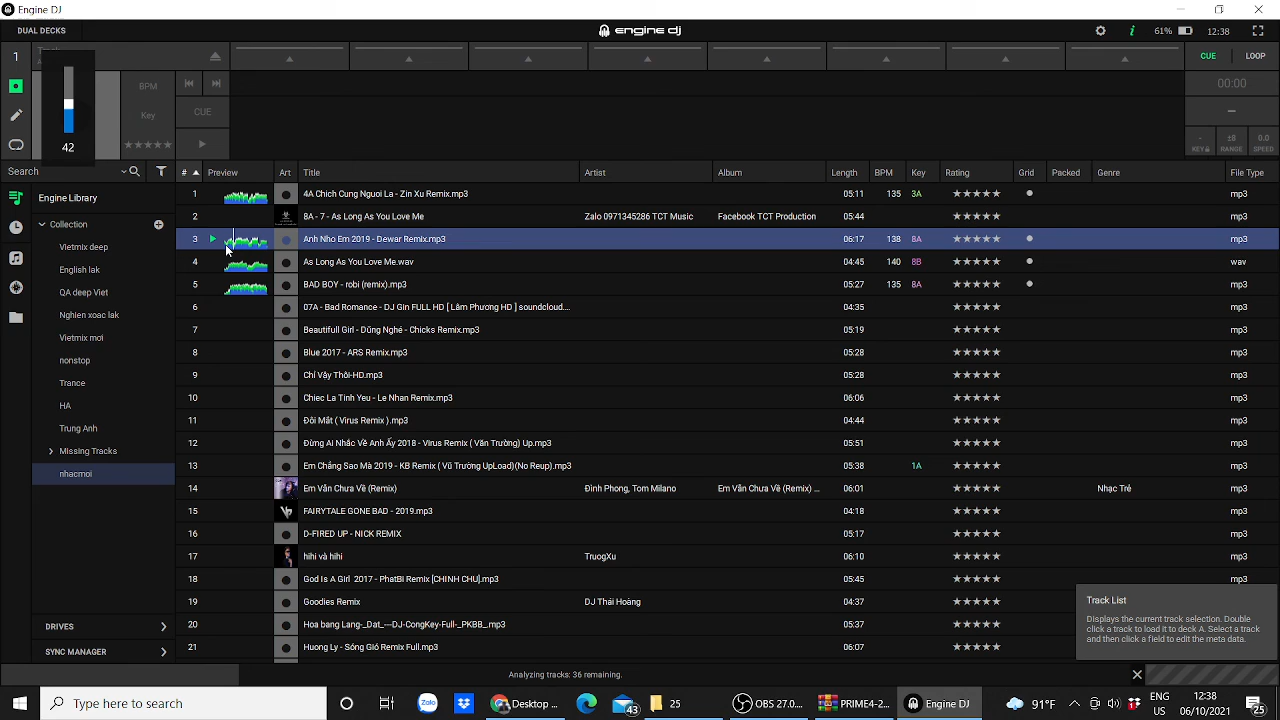 Engine DJ
DUAL DECKS
engine dj
61%
12:38
1
Track
CUE
LOOP
BPM
Key
CUE
00:00
–
KEY
±8
RANGE
0.0
SPEED
42
Search
# Preview Art Title Artist Album Length BPM Key Rating Grid Packed Genre File Type
Engine Library
Collection
Vietmix deep
English lak
QA deep Viet
Nghien xoac lak
Vietmix moi
nonstop
Trance
HA
Trung Anh
Missing Tracks
nhacmoi
DRIVES
SYNC MANAGER
1 4A Chich Cung Nguoi La - Zin Xu Remix.mp3 05:11 135 3A ★★★★★ mp3
2 8A - 7 - As Long As You Love Me Zalo 0971345286 TCT Music Facebook TCT Production 05:44 ★★★★★ mp3
3 Anh Nho Em 2019 - Dewar Remix.mp3 06:17 138 8A ★★★★★ mp3
4 As Long As You Love Me.wav 04:45 140 8B ★★★★★ wav
5 BAD BOY - robi (remix).mp3 05:27 135 8A ★★★★★ mp3
6 07A - Bad Romance - DJ Gin FULL HD [ Lâm Phương HD ] soundcloud.... 04:35 ★★★★★ mp3
7 Beautifull Girl - Dũng Nghé - Chicks Remix.mp3 05:19 ★★★★★ mp3
8 Blue 2017 - ARS Remix.mp3 05:28 ★★★★★ mp3
9 Chỉ Vậy Thôi-HD.mp3 05:28 ★★★★★ mp3
10 Chiec La Tinh Yeu - Le Nhan Remix.mp3 06:06 ★★★★★ mp3
11 Đôi Mắt ( Virus Remix ).mp3 04:44 ★★★★★ mp3
12 Đừng AI Nhắc Về Anh Ấy 2018 - Virus Remix ( Văn Trường) Up.mp3 05:51 ★★★★★ mp3
13 Em Chẳng Sao Mà 2019 - KB Remix ( Vũ Trường UpLoad)(No Reup).mp3 05:38 1A ★★★★★ mp3
14 Em Vẫn Chưa Về (Remix) Đình Phong, Tom Milano Em Vẫn Chưa Về (Remix) ... 06:01 ★★★★★ Nhạc Trẻ mp3
15 FAIRYTALE GONE BAD - 2019.mp3 04:18 ★★★★★ mp3
16 D-FIRED UP - NICK REMIX 05:37 ★★★★★ mp3
17 hihi và hihi TruogXu 06:10 ★★★★★ mp3
18 God Is A Girl 2017 - PhatBl Remix [CHINH CHU].mp3 05:45 ★★★★★ mp3
19 Goodies Remix DJ Thái Hoàng 04:37 ★★★★★ mp3
20 Hoa bang Lang-_Dat_---DJ-CongKey-Full-_PKBB_.mp3 05:37 ★★★★★ mp3
21 Huong Ly - Sóng Gió Remix Full.mp3 06:07 ★★★★★ mp3
Track List
Displays the current track selection. Double
click a track to load it to deck A. Select a track
and then click a field to edit the meta data.
Analyzing tracks: 36 remaining.
Type here to search
Zalo
Desktop ...
43
25
OBS 27.0....
PRIME4-2...
Engine DJ
91°F
ENG
US
12:38
06/10/2021
25